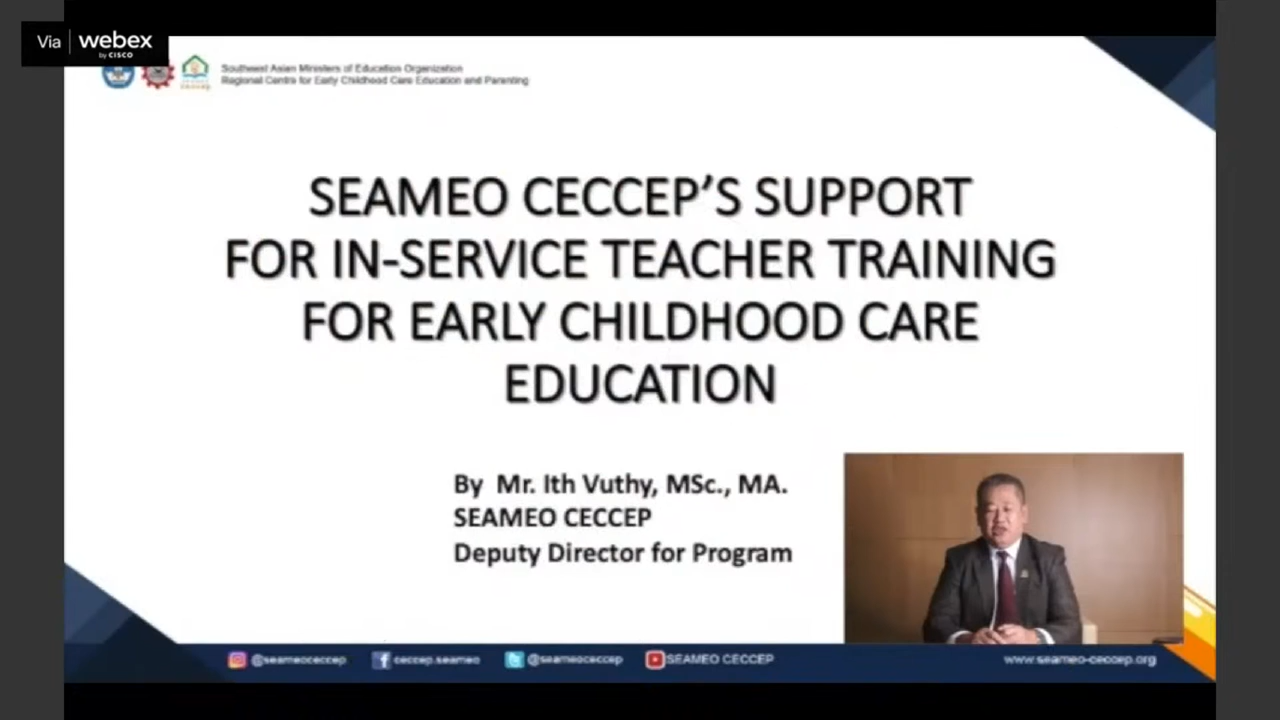 Via webex
by CISCO
Southeast Asian Ministers of Education Organization
Regional Centre for Early Childhood Care Education and Parenting
SEAMEO CECCEP'S SUPPORT
FOR IN-SERVICE TEACHER TRAINING
FOR EARLY CHILDHOOD CARE
EDUCATION
By Mr. Ith Vuthy, MSc., MA.
SEAMEO CECCEP
Deputy Director for Program
@seameoceccep ceccep.seameo @seameoceccep SEAMEO CECCEP www.seameo-ceccep.org